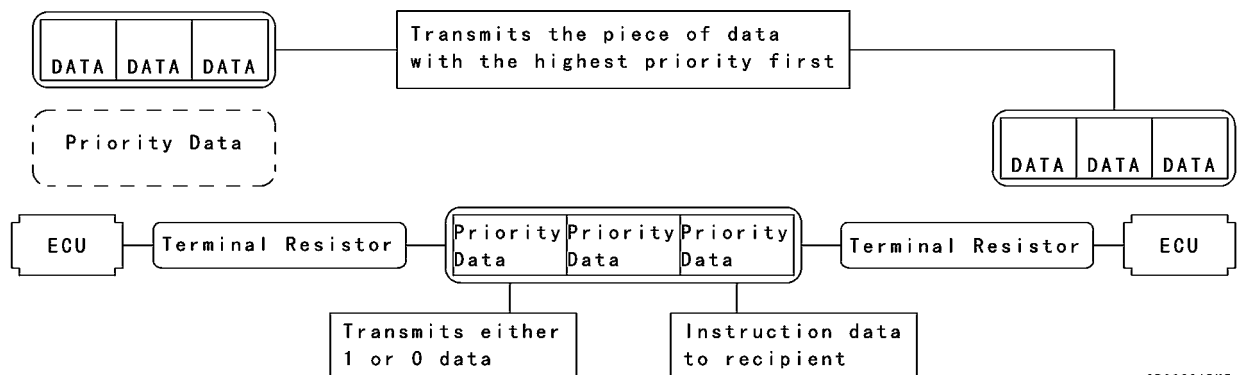 Transmits the piece of data
with the highest priority first
DATA DATA DATA
Priority Data
DATA DATA DATA
ECU
Terminal Resistor
Priority Priority Priority
Data Data Data
Terminal Resistor
ECU
Transmits either
1 or 0 data
Instruction data
to recipient